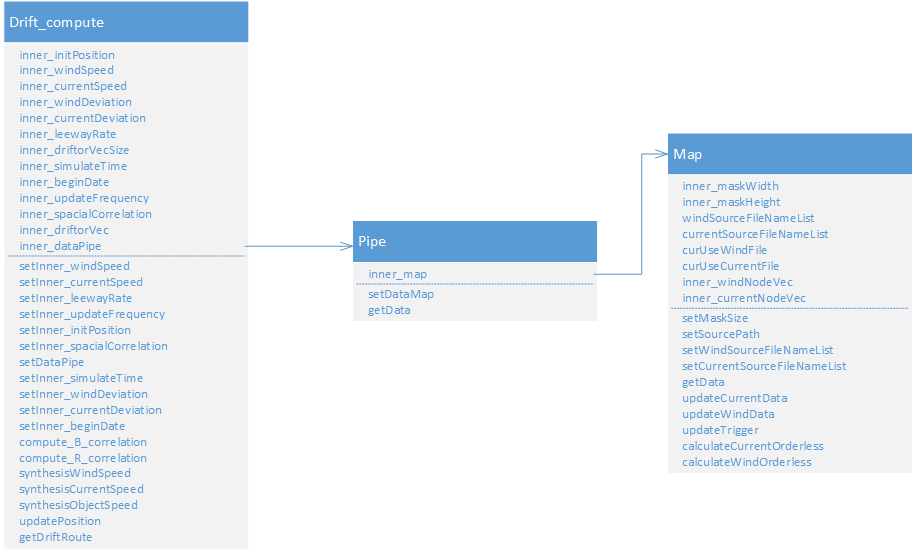 Drift_compute
inner_initPosition
inner_windSpeed
inner_currentSpeed
inner_windDeviation
inner_currentDeviation
inner_leewayRate
inner_driftorVecSize
inner_simulateTime
inner_beginDate
inner_updateFrequency
inner_spacialCorrelation
inner_driftorVec
inner_dataPipe
setInner_windSpeed
setInner_currentSpeed
setInner_leewayRate
setInner_updateFrequency
setInner_initPosition
setInner_spacialCorrelation
setDataPipe
setInner_simulateTime
setInner_windDeviation
setInner_currentDeviation
setInner_beginDate
compute_B_correlation
compute_R_correlation
synthesisWindSpeed
synthesisCurrentSpeed
synthesisObjectSpeed
updatePosition
getDriftRoute
Pipe
inner_map
setDataMap
getData
Map
inner_maskWidth
inner_maskHeight
windSourceFileNameList
currentSourceFileNameList
curUseWindFile
curUseCurrentFile
inner_windNodeVec
inner_currentNodeVec
setMaskSize
setSourcePath
setWindSourceFileNameList
setCurrentSourceFileNameList
getData
updateCurrentData
updateWindData
updateTrigger
calculateCurrentOrderless
calculateWindOrderless